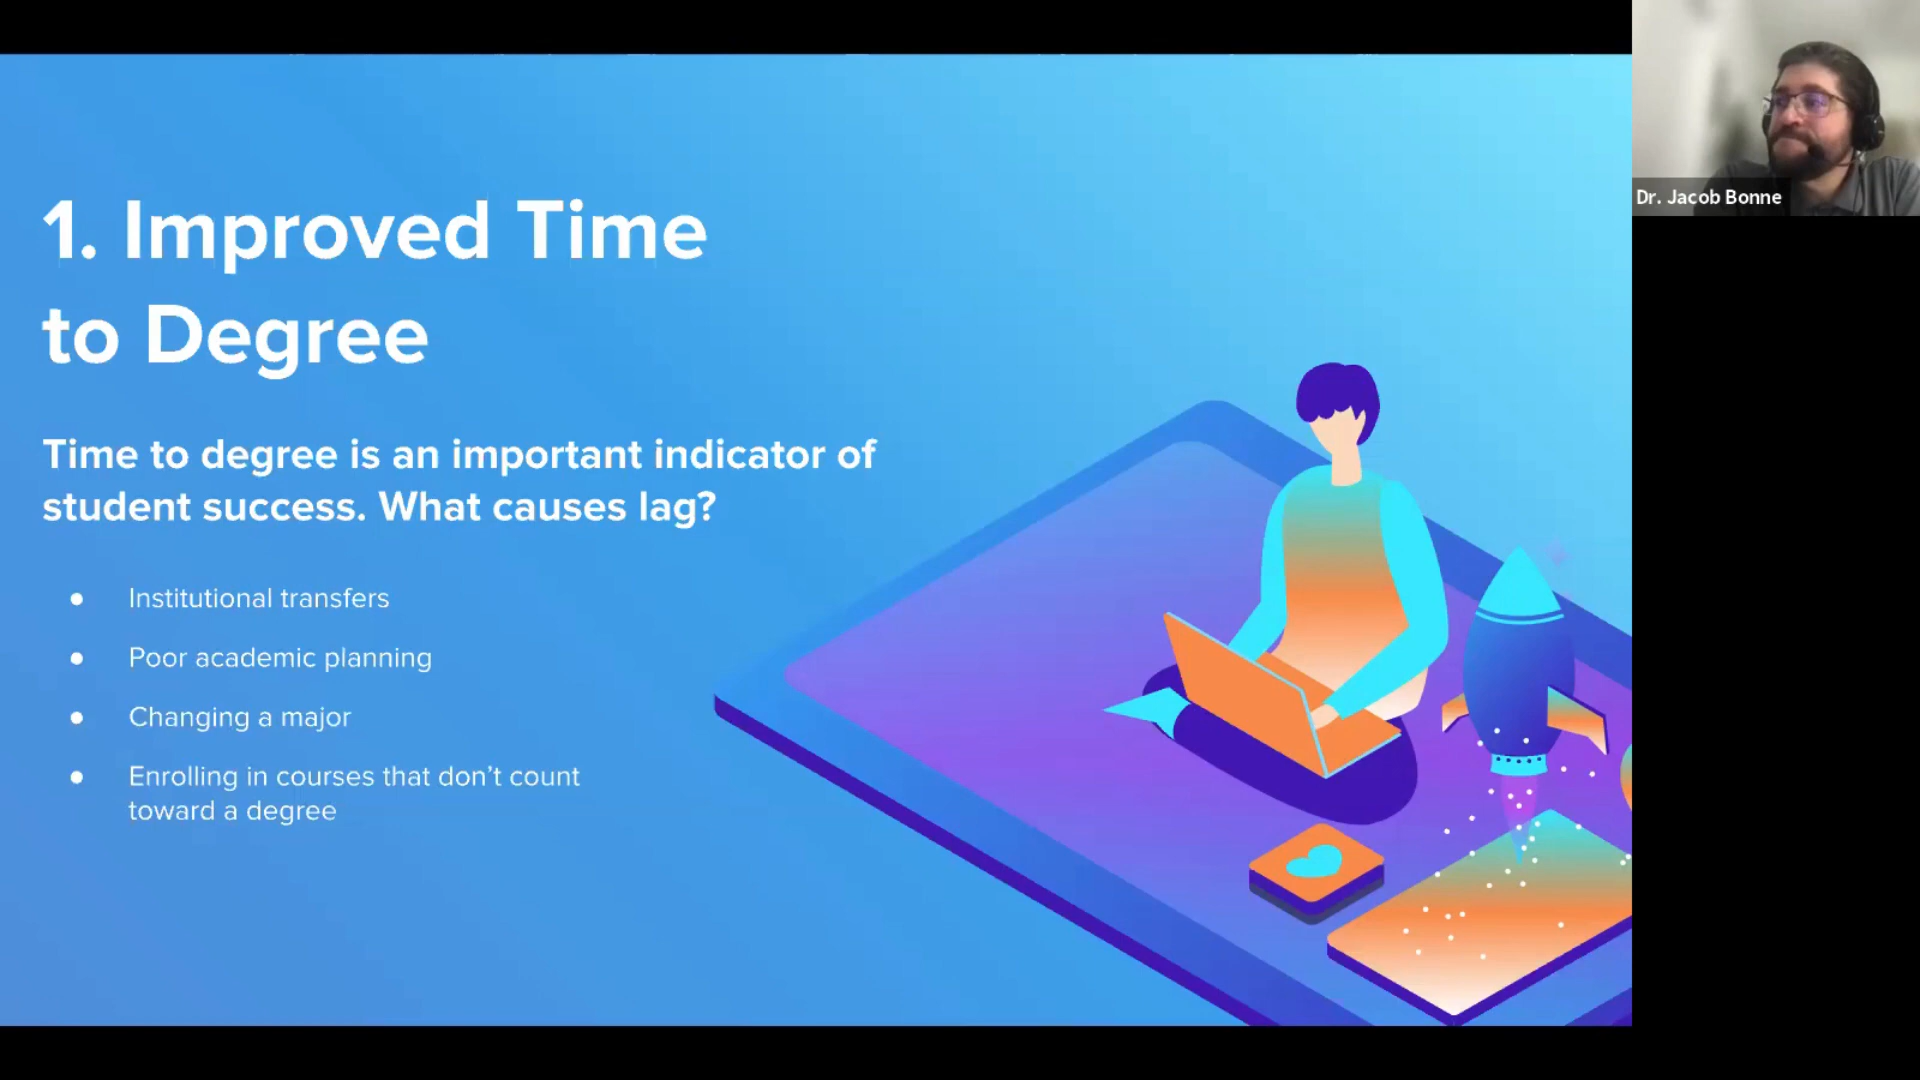 1. Improved Time
to Degree
Time to degree is an important indicator of
student success. What causes lag?
● Institutional transfers
● Poor academic planning
● Changing a major
● Enrolling in courses that don’t count
toward a degree
Dr. Jacob Bonne